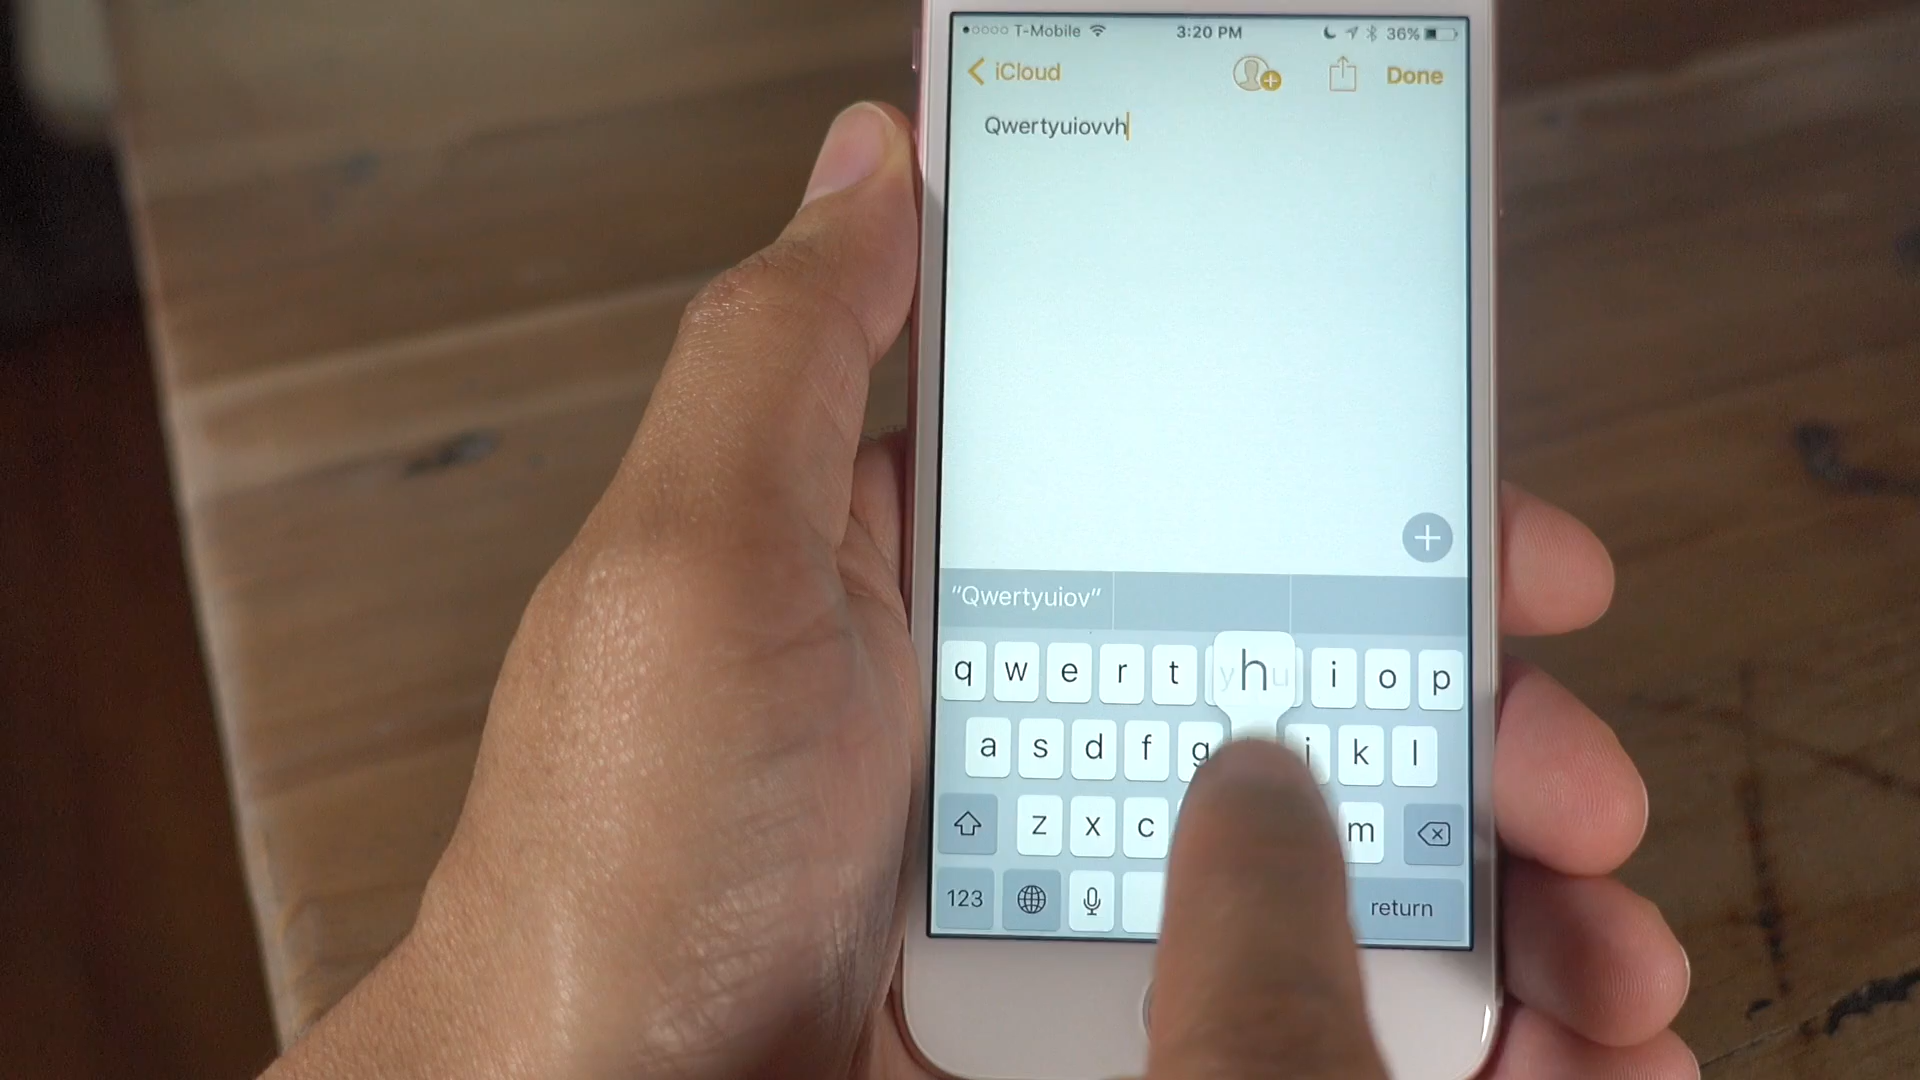 T-Mobile 3:20 PM 36%
iCloud Done
Qwertyuiovvh
“Qwertyuiov”
q w e r t y h u i o p
a s d f g j k l
z x c m
123 return